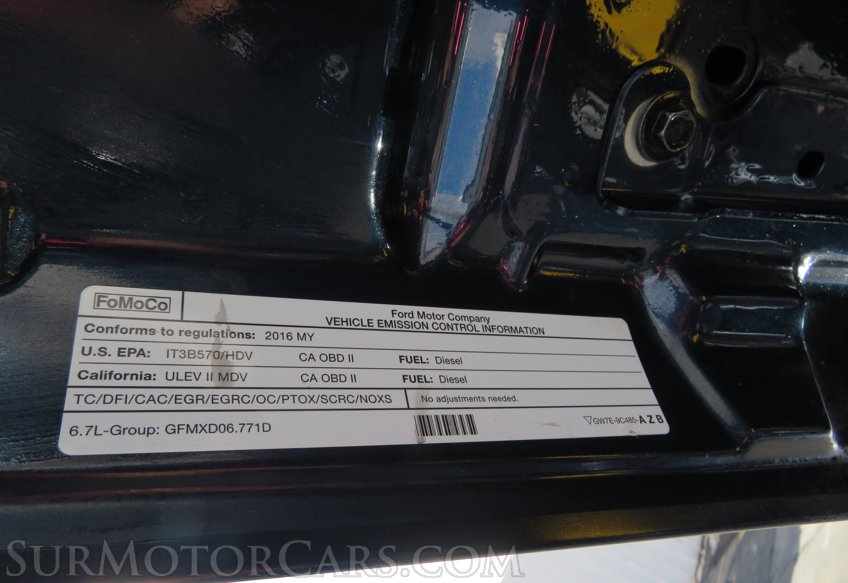 FoMoCo
Ford Motor Company
VEHICLE EMISSION CONTROL INFORMATION
Conforms to regulations: 2016 MY
U.S. EPA: IT3B570/HDV CA OBD II FUEL: Diesel
California: ULEV II MDV CA OBD II FUEL: Diesel
TC/DFI/CAC/EGR/EGRC/OC/PTOX/SCRC/NOXS No adjustments needed.
6.7L-Group: GFMXD06.771D GW7E-9C485-AZB
SurMotorCars.com